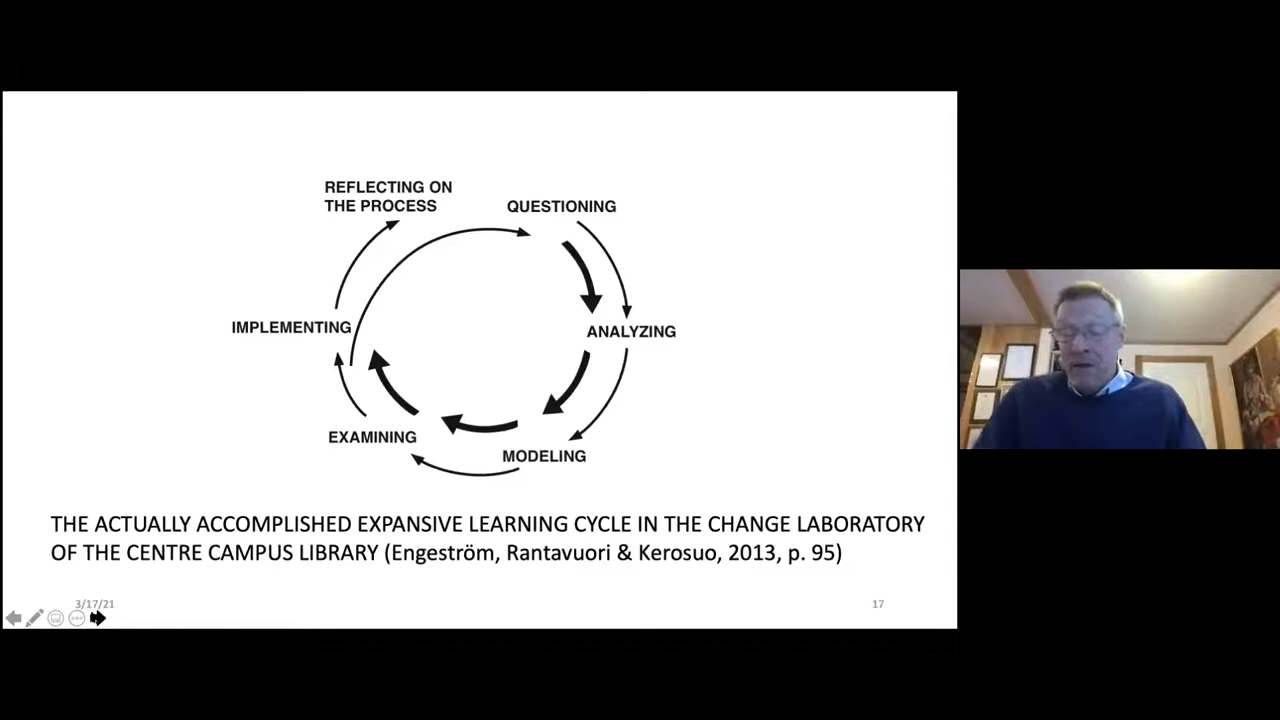 REFLECTING ON
THE PROCESS
QUESTIONING
IMPLEMENTING
ANALYZING
EXAMINING
MODELING
THE ACTUALLY ACCOMPLISHED EXPANSIVE LEARNING CYCLE IN THE CHANGE LABORATORY
OF THE CENTRE CAMPUS LIBRARY (Engeström, Rantavuori & Kerosuo, 2013, p. 95)
3/17/21
17